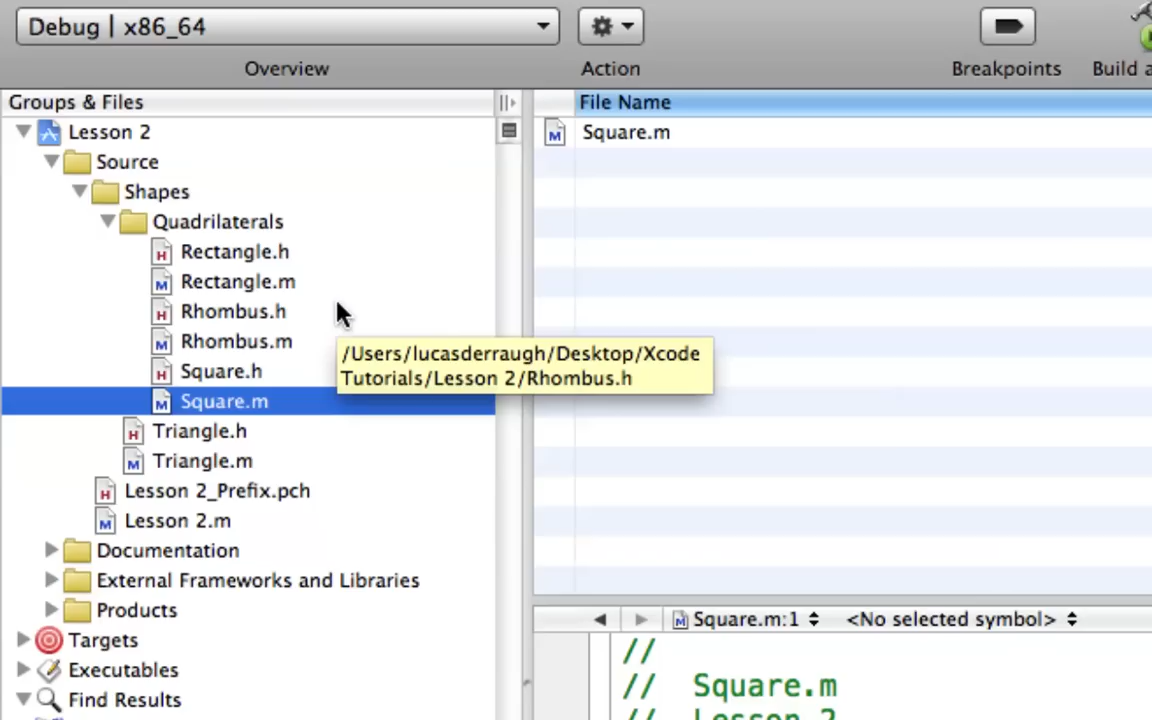 Debug | x86_64
Overview
Action
Breakpoints
Build a
Groups & Files
File Name
Lesson 2
Square.m
Source
Shapes
Quadrilaterals
Rectangle.h
Rectangle.m
Rhombus.h
Rhombus.m
/Users/lucasderraugh/Desktop/Xcode
Tutorials/Lesson 2/Rhombus.h
Square.h
Square.m
Triangle.h
Triangle.m
Lesson 2_Prefix.pch
Lesson 2.m
Documentation
External Frameworks and Libraries
Products
Square.m:1
<No selected symbol>
Targets
Executables
Find Results
//
// Square.m
// Lesson 2